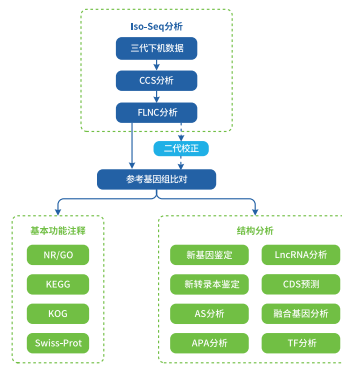 Iso-Seq分析
三代下机数据
CCS分析
FLNC分析
二代校正
参考基因组比对
基本功能注释
NR/GO
KEGG
KOG
Swiss-Prot
结构分析
新基因鉴定
LncRNA分析
新转录本鉴定
CDS预测
AS分析
融合基因分析
APA分析
TF分析